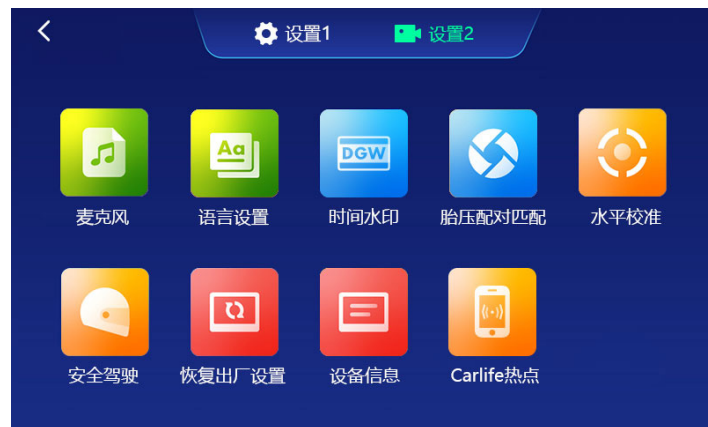 设置1 设置2
Aa
DGW
麦克风 语言设置 时间水印 胎压配对匹配 水平校准
安全驾驶 恢复出厂设置 设备信息 Carlife热点